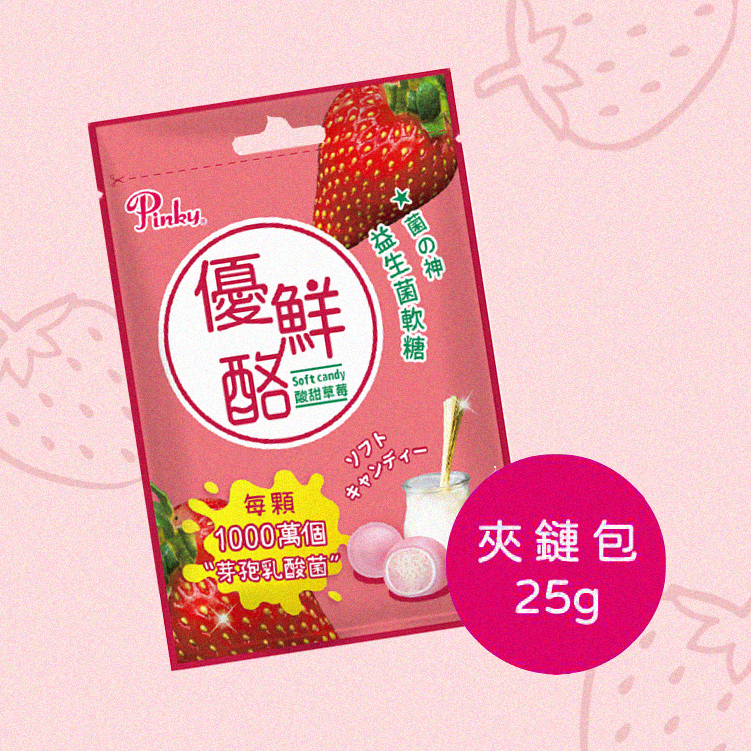 Pinky
優鮮酪
Soft candy
酸甜草莓
★菌の神
益生菌軟糖
ソフト
キャンディー
每顆
1000萬個
“芽孢乳酸菌”
夾鏈包
25g